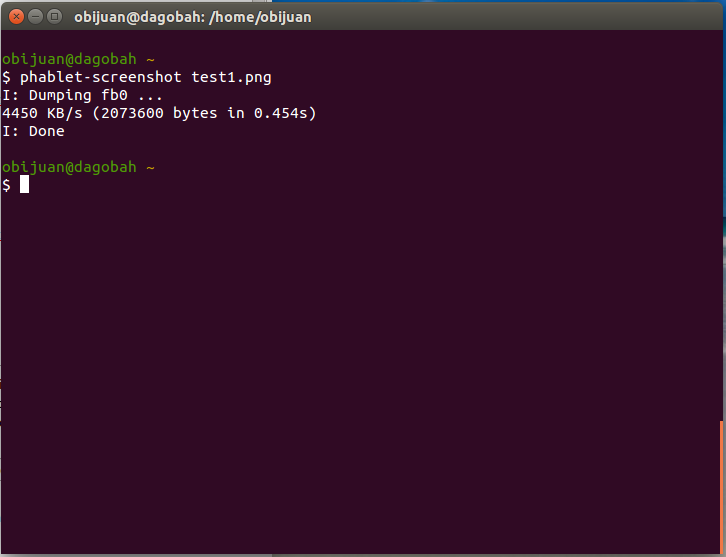 obijuan@dagobah: /home/obijuan
obijuan@dagobah ~
$ phablet-screenshot test1.png
I: Dumping fb0 ...
4450 KB/s (2073600 bytes in 0.454s)
I: Done
obijuan@dagobah ~
$